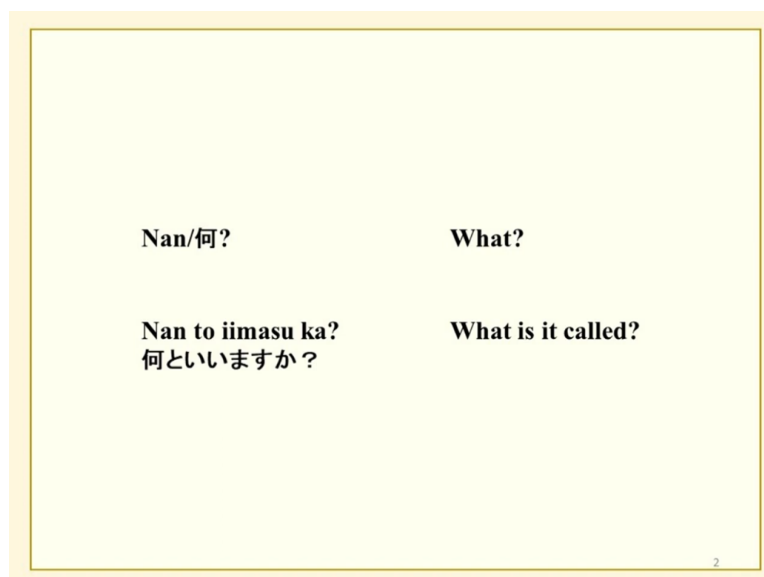 Nan/何? What?
Nan to iimasu ka? What is it called?
何といいますか？
2